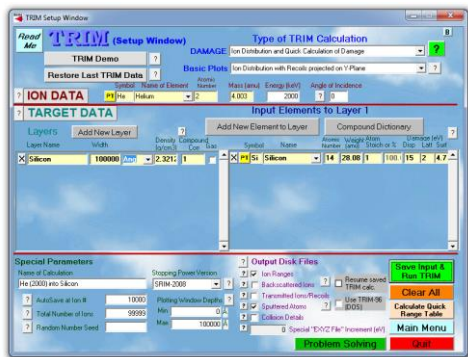 TRIM Setup Window
Read Me
TRIM (Setup Window)
Type of TRIM Calculation
B
TRIM Demo ?
DAMAGE Ion Distribution and Quick Calculation of Damage ?
Restore Last TRIM Data ?
Basic Plots Ion Distribution with Recoils projected on Y-Plane ?
Symbol Name of Element Atomic Number Mass (amu) Energy (keV) Angle of Incidence
? ION DATA PT He Helium 2 4.003 2000 ? 0
? TARGET DATA ? Input Elements to Layer 1
Layers Add New Layer ? Add New Element to Layer Compound Dictionary
Layer Name Width Density (g/cm3) Compound Corr Gas
Symbol Name Atomic Number Weight (amu) Atom Stoich or % Damage (eV) Disp Latt Surf
X Silicon 100000 Ang 2.3212 1
X PT Si Silicon 14 28.08 1 100. 15 2 4.7
Special Parameters
Name of Calculation Stopping Power Version
He (2000) into Silicon SRIM-2008 ?
? AutoSave at Ion # 10000 Plotting Window Depths ?
? Total Number of Ions 99999 Min 0 Å
? Random Number Seed Max 100000 Å
? Output Disk Files
? Ion Ranges
? Backscattered Ions
? Transmitted Ions/Recoils
? Sputtered Atoms
? Collision Details
? 0 Special "EXYZ File" Increment (eV)
? Resume saved TRIM calc.
? Use TRIM-96 (DOS)
Save Input & Run TRIM
Clear All
Calculate Quick Range Table
Main Menu
Problem Solving
Quit